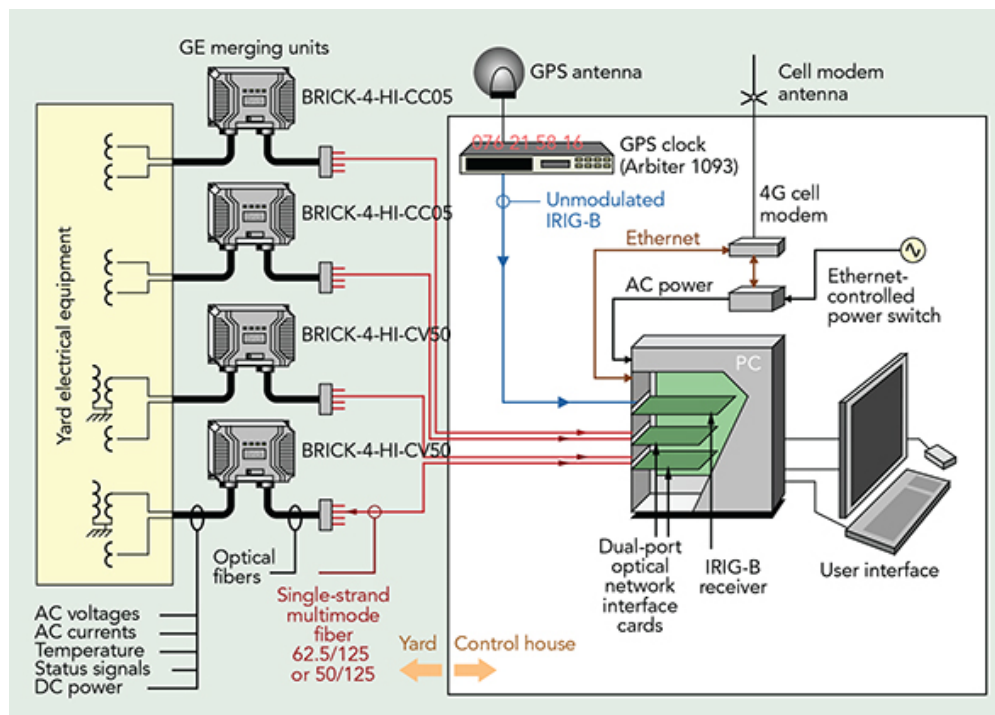 GE merging units
BRICK-4-HI-CC05
BRICK-4-HI-CC05
BRICK-4-HI-CV50
BRICK-4-HI-CV50
Yard electrical equipment
AC voltages
AC currents
Temperature
Status signals
DC power
Optical
fibers
Single-strand
multimode
fiber
62.5/125
or 50/125
Yard
Control house
GPS antenna
076 21 58 16
GPS clock
(Arbiter 1093)
Unmodulated
IRIG-B
Cell modem
antenna
4G cell
modem
Ethernet
AC power
Ethernet-
controlled
power switch
PC
Dual-port
optical
network
interface
cards
IRIG-B
receiver
User interface